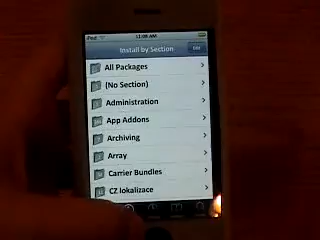 iPod
11:08 AM
Install by Section
Edit
All Packages
(No Section)
Administration
App Addons
Archiving
Array
Carrier Bundles
CZ lokalizace